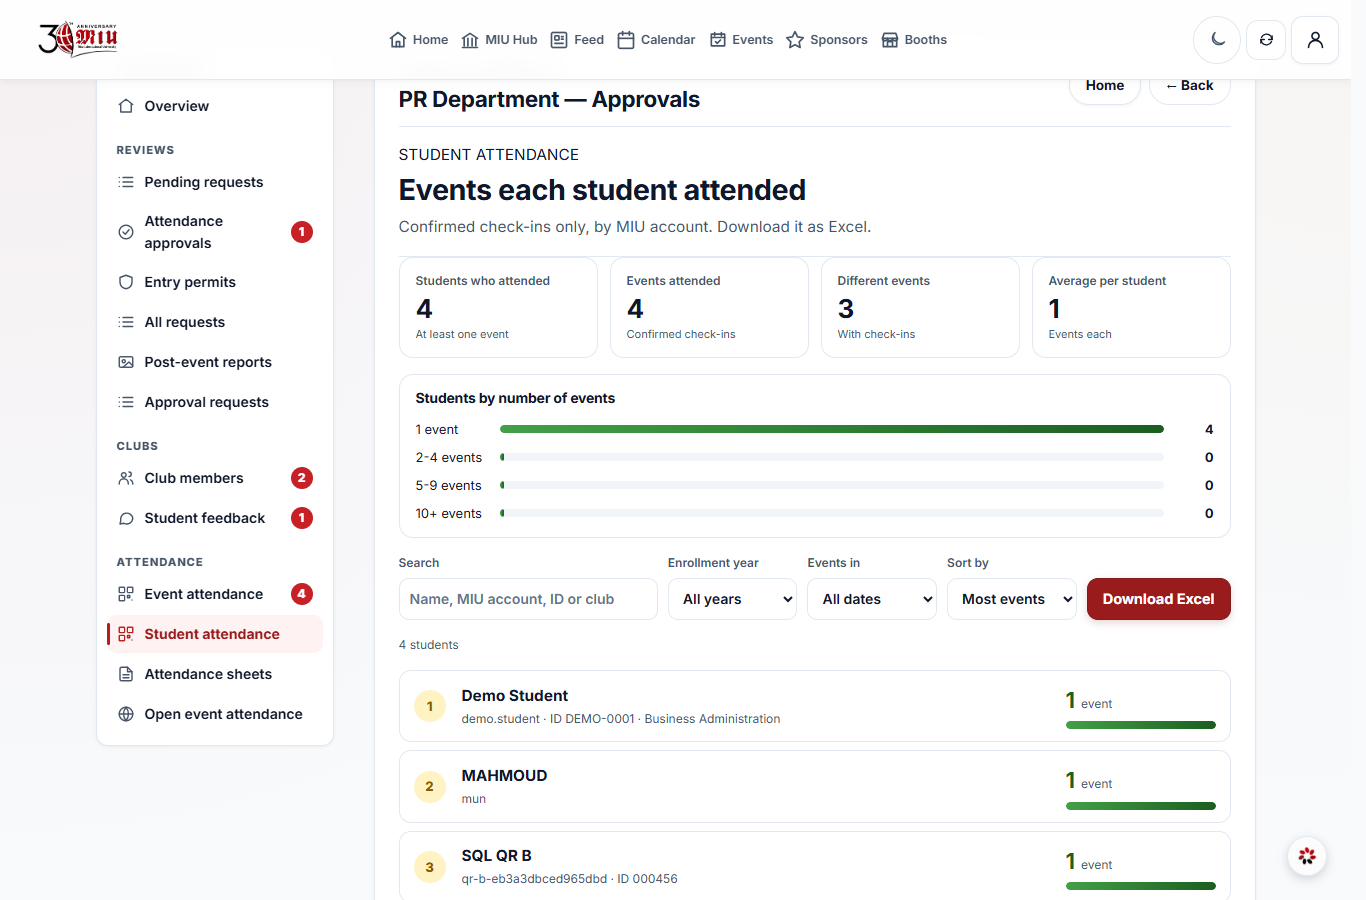 30 ANNIVERSARY
MIU
Home
MIU Hub
Feed
Calendar
Events
Sponsors
Booths
Overview
REVIEWS
Pending requests
Attendance
approvals
1
Entry permits
All requests
Post-event reports
Approval requests
CLUBS
Club members
2
Student feedback
1
ATTENDANCE
Event attendance
4
Student attendance
Attendance sheets
Open event attendance
PR Department — Approvals
Home
← Back
STUDENT ATTENDANCE
Events each student attended
Confirmed check-ins only, by MIU account. Download it as Excel.
Students who attended
4
At least one event
Events attended
4
Confirmed check-ins
Different events
3
With check-ins
Average per student
1
Events each
Students by number of events
1 event 4
2-4 events 0
5-9 events 0
10+ events 0
Search
Name, MIU account, ID or club
Enrollment year
All years
Events in
All dates
Sort by
Most events
Download Excel
4 students
1
Demo Student
demo.student · ID DEMO-0001 · Business Administration
1 event
2
MAHMOUD
mun
1 event
3
SQL QR B
qr-b-eb3a3dbced965dbd · ID 000456
1 event